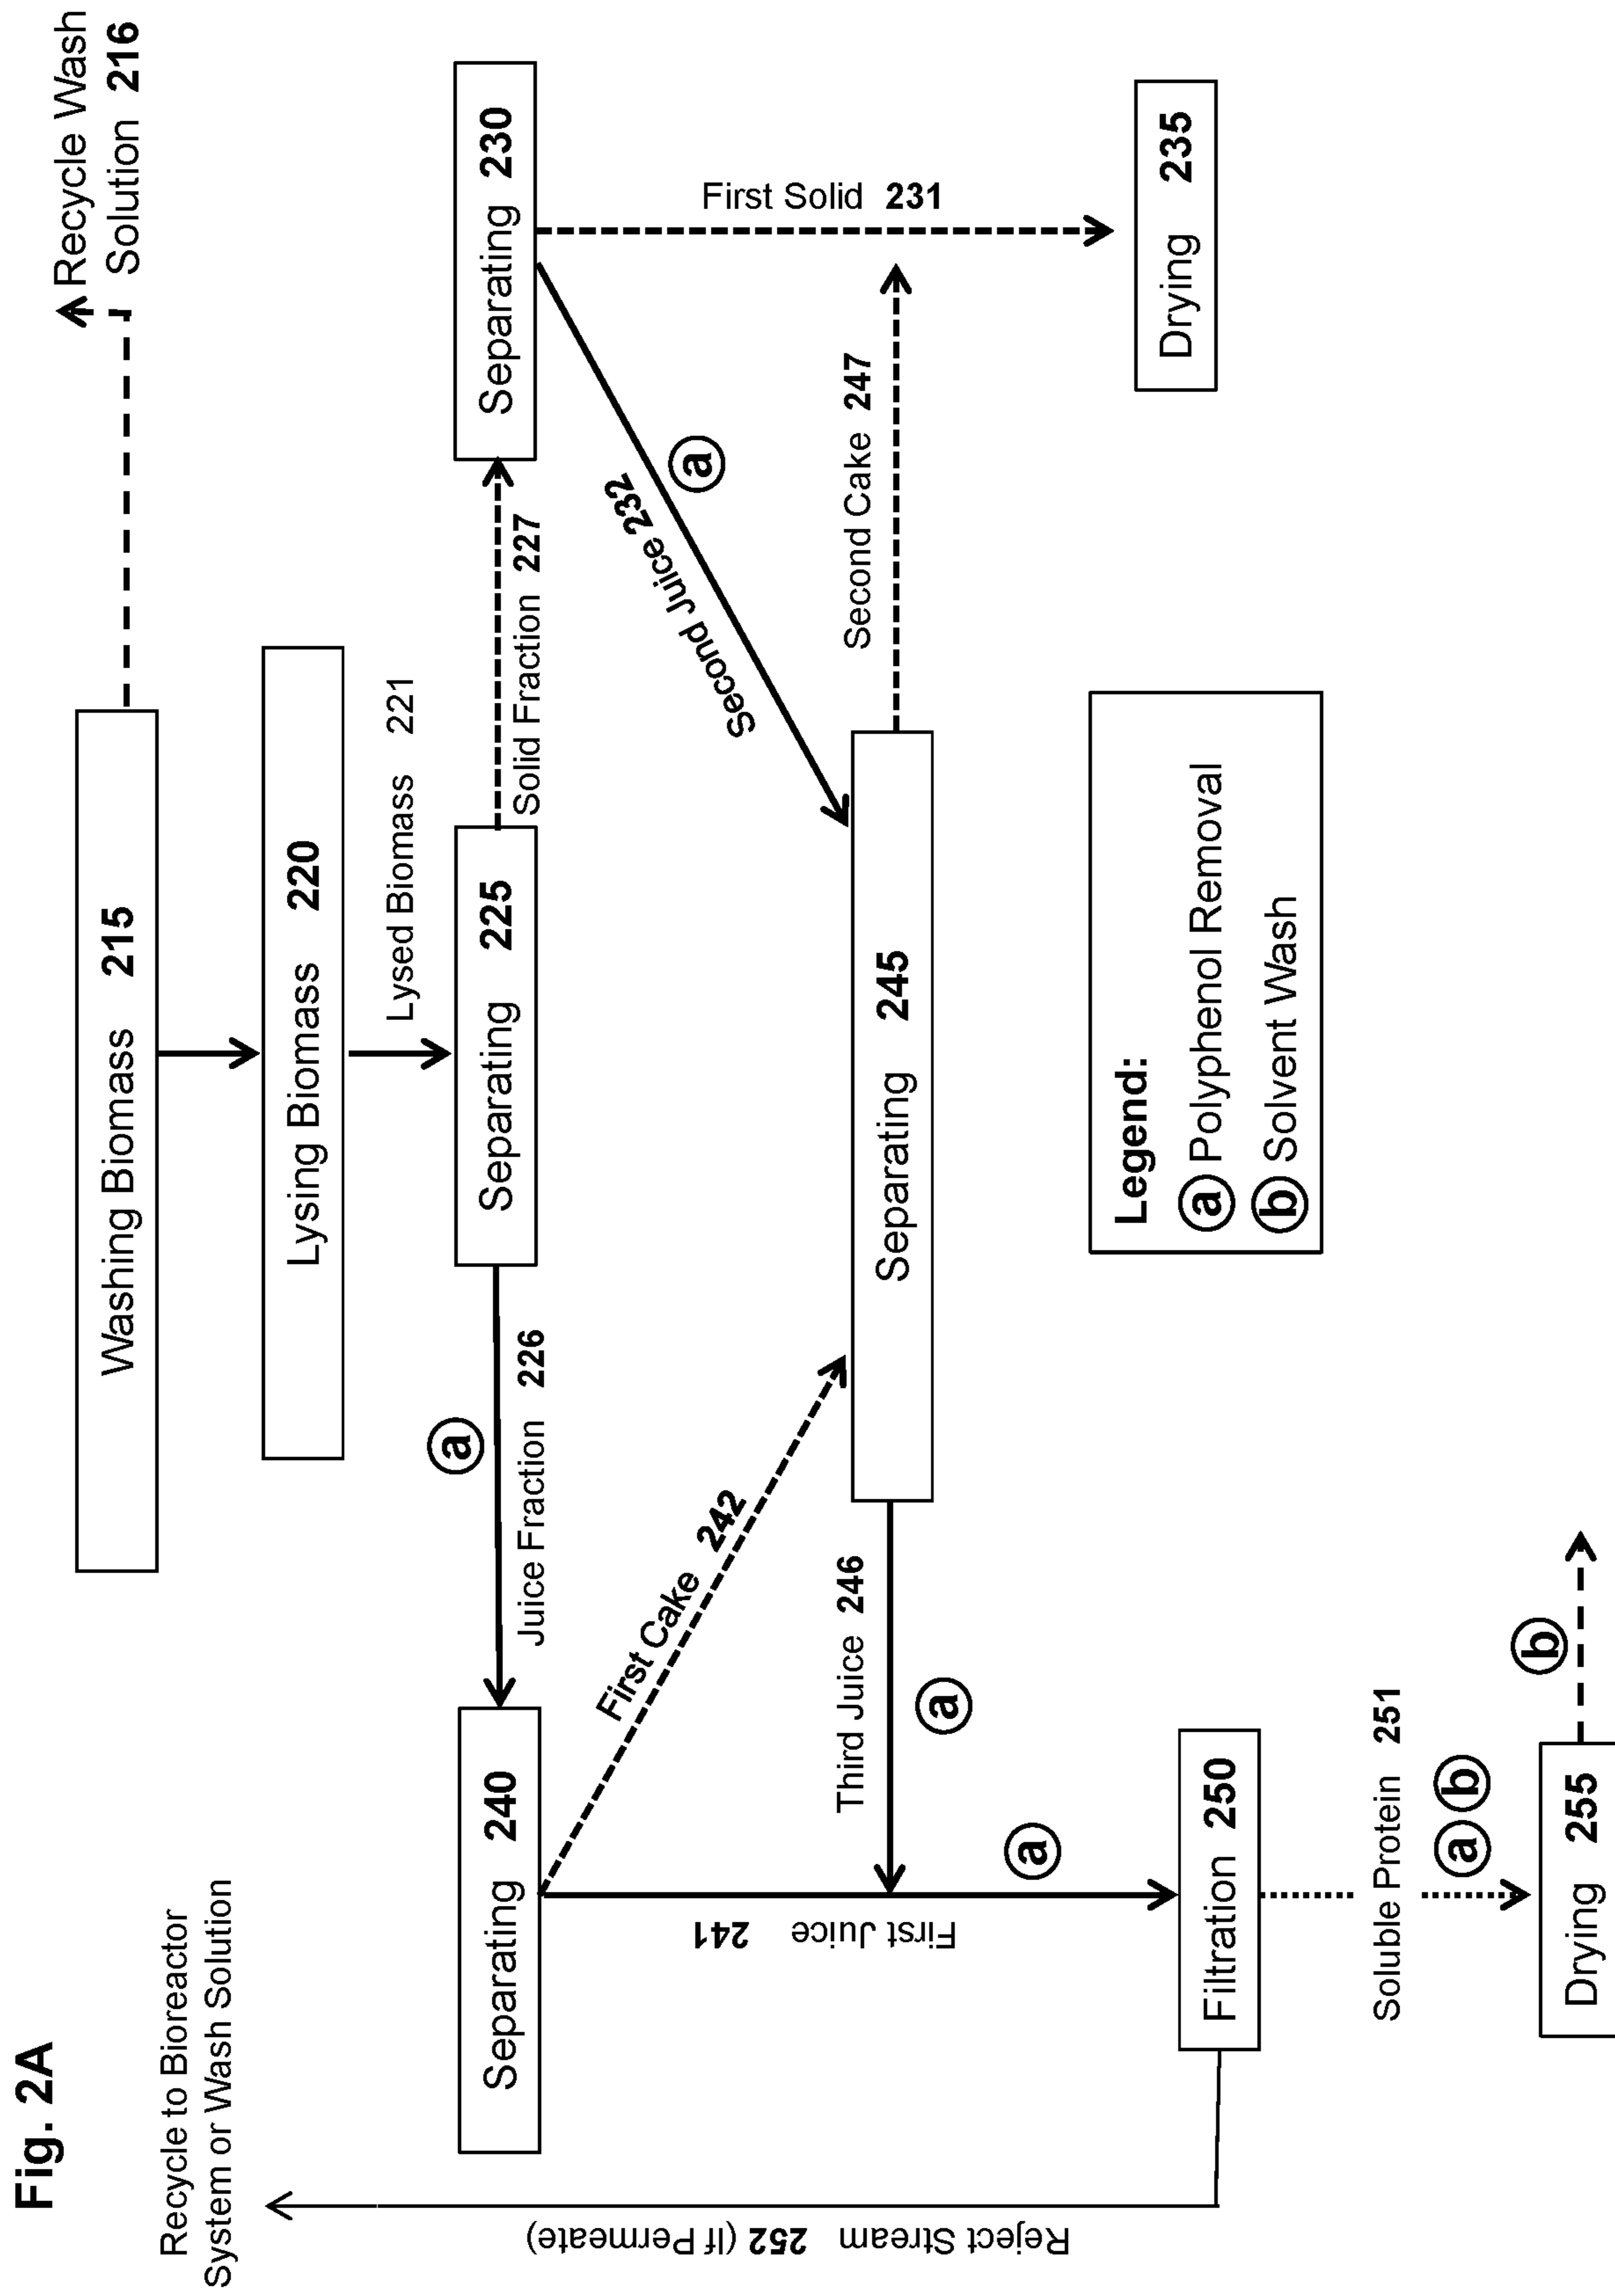 Fig. 2A
Recycle to Bioreactor
System or Wash Solution
Washing Biomass 215
Recycle Wash
Solution 216
Lysing Biomass 220
Lysed Biomass 221
Separating 240
a
Juice Fraction 226
Separating 225
Solid Fraction 227
Separating 230
Reject Stream 252 (If Permeate)
First Juice 241
First Cake 242
Second Juice 232
a
First Solid 231
Third Juice 246
a
Separating 245
Second Cake 247
a
Filtration 250
Drying 235
Soluble Protein 251
a b
Drying 255
b
Legend:
a Polyphenol Removal
b Solvent Wash